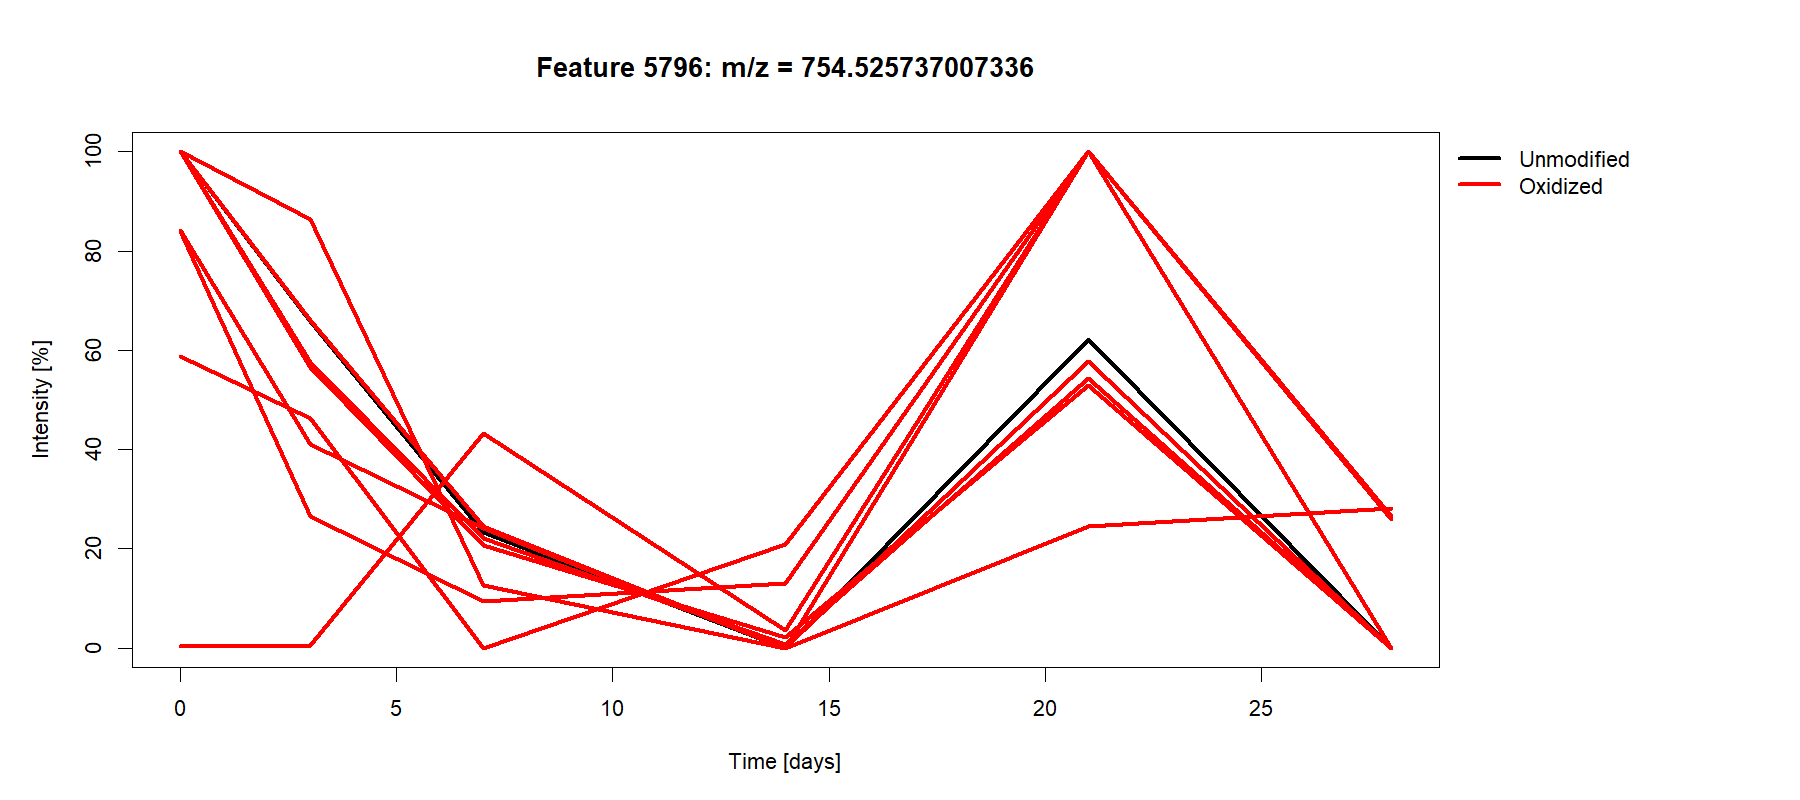 Feature 5796: m/z = 754.525737007336
Unmodified
Oxidized
Intensity [%]
100
80
60
40
20
0
0 5 10 15 20 25
Time [days]